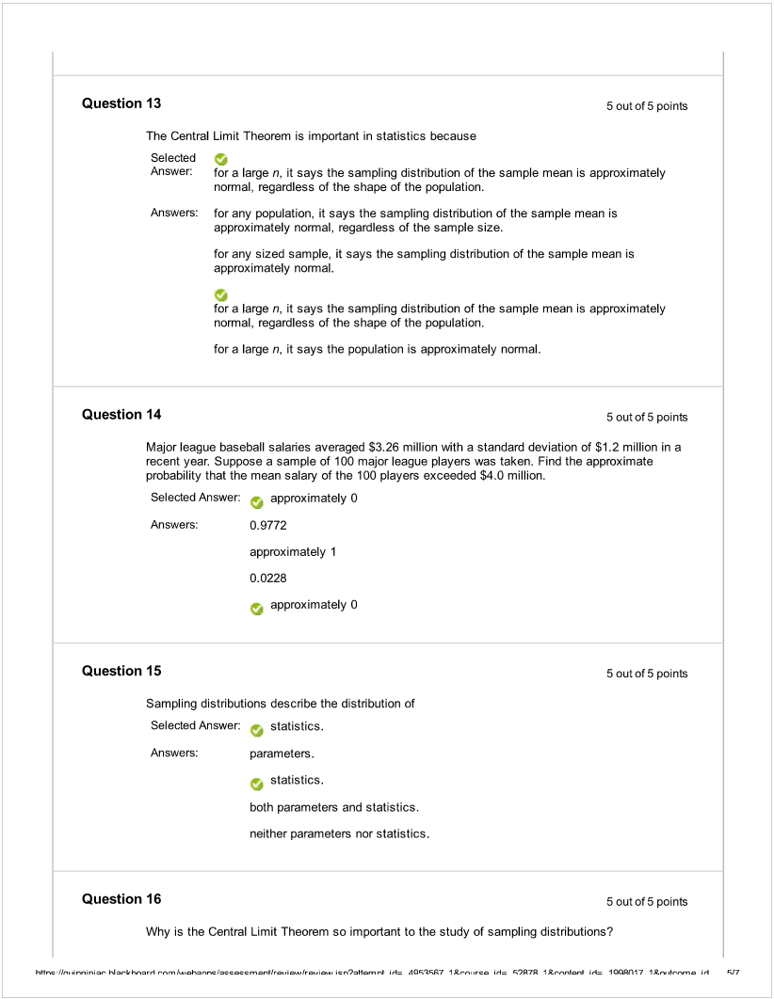 Question 13
5 out of 5 points
The Central Limit Theorem is important in statistics because
Selected
Answer:
for a large n, it says the sampling distribution of the sample mean is approximately
normal, regardless of the shape of the population.
Answers:
for any population, it says the sampling distribution of the sample mean is
approximately normal, regardless of the sample size.
for any sized sample, it says the sampling distribution of the sample mean is
approximately normal.
for a large n, it says the sampling distribution of the sample mean is approximately
normal, regardless of the shape of the population.
for a large n, it says the population is approximately normal.
Question 14
5 out of 5 points
Major league baseball salaries averaged $3.26 million with a standard deviation of $1.2 million in a
recent year. Suppose a sample of 100 major league players was taken. Find the approximate
probability that the mean salary of the 100 players exceeded $4.0 million.
Selected Answer: approximately 0
Answers: 0.9772
approximately 1
0.0228
approximately 0
Question 15
5 out of 5 points
Sampling distributions describe the distribution of
Selected Answer: statistics.
Answers: parameters.
statistics.
both parameters and statistics.
neither parameters nor statistics.
Question 16
5 out of 5 points
Why is the Central Limit Theorem so important to the study of sampling distributions?
https://quinnipiac.blackboard.com/webapps/assessment/review/review.jsp?attempt_id=_4953567_1&course_id=_52878_1&content_id=_1998017_1&outcome_id… 5/7